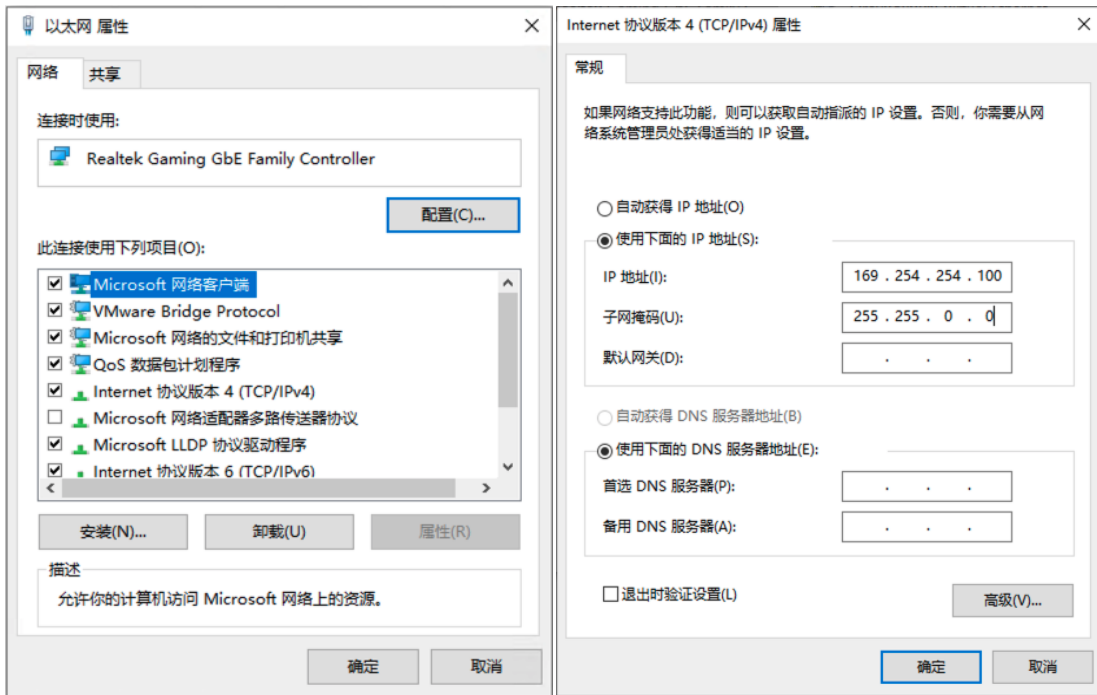 以太网 属性
网络
共享
连接时使用:
Realtek Gaming GbE Family Controller
配置(C)...
此连接使用下列项目(O):
Microsoft 网络客户端
VMware Bridge Protocol
Microsoft 网络的文件和打印机共享
QoS 数据包计划程序
Internet 协议版本 4 (TCP/IPv4)
Microsoft 网络适配器多路传送器协议
Microsoft LLDP 协议驱动程序
Internet 协议版本 6 (TCP/IPv6)
安装(N)...
卸载(U)
属性(R)
描述
允许你的计算机访问 Microsoft 网络上的资源。
确定
取消
Internet 协议版本 4 (TCP/IPv4) 属性
常规
如果网络支持此功能，则可以获取自动指派的 IP 设置。否则，你需要从网
络系统管理员处获得适当的 IP 设置。
自动获得 IP 地址(O)
使用下面的 IP 地址(S):
IP 地址(I):
169 . 254 . 254 . 100
子网掩码(U):
255 . 255 . 0 . 0
默认网关(D):
. . .
自动获得 DNS 服务器地址(B)
使用下面的 DNS 服务器地址(E):
首选 DNS 服务器(P):
. . .
备用 DNS 服务器(A):
. . .
退出时验证设置(L)
高级(V)...
确定
取消